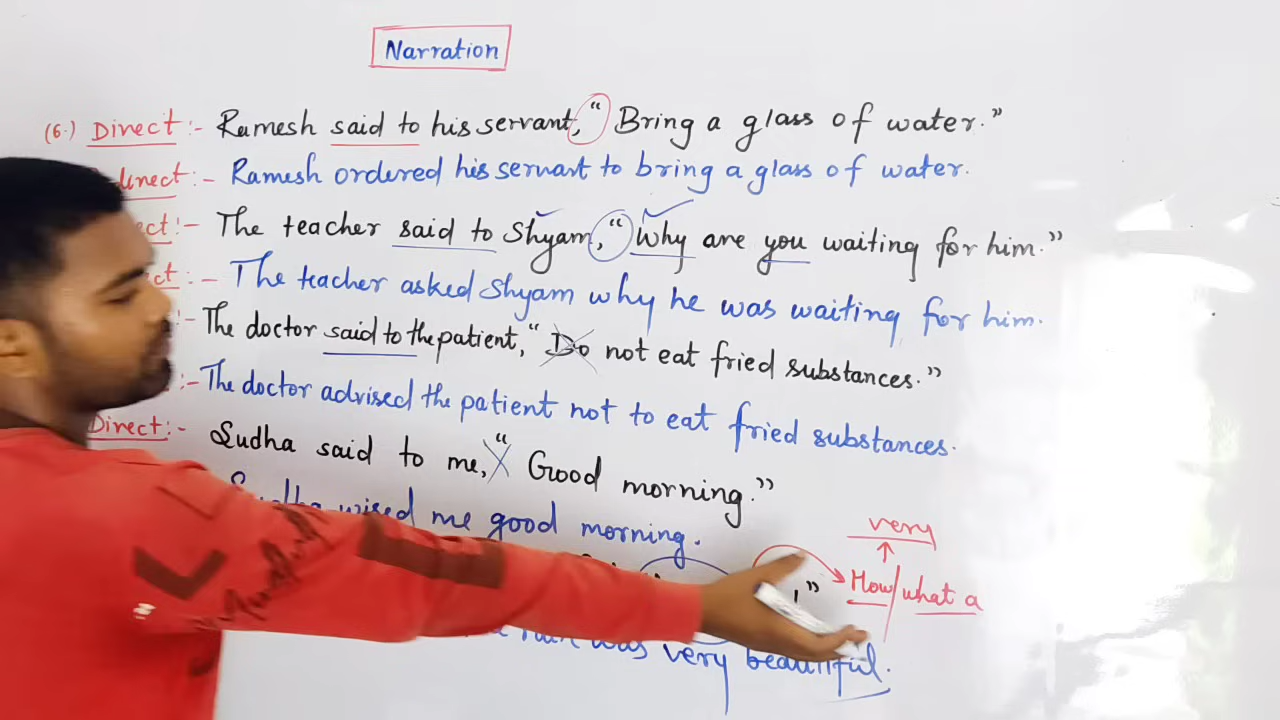 Narration
(6.) Direct :- Ramesh said to his servant, “ Bring a glass of water.”
:- Ramesh ordered his servant to bring a glass of water.
:- The teacher said to Shyam, “ Why are you waiting for him.”
:- The teacher asked Shyam why he was waiting for him.
:- The doctor said to the patient, “ Do not eat fried substances.”
:- The doctor advised the patient not to eat fried substances.
Direct :- Sudha said to me, “ Good morning.”
wised me good morning.
very
How/what a
was very beautiful.